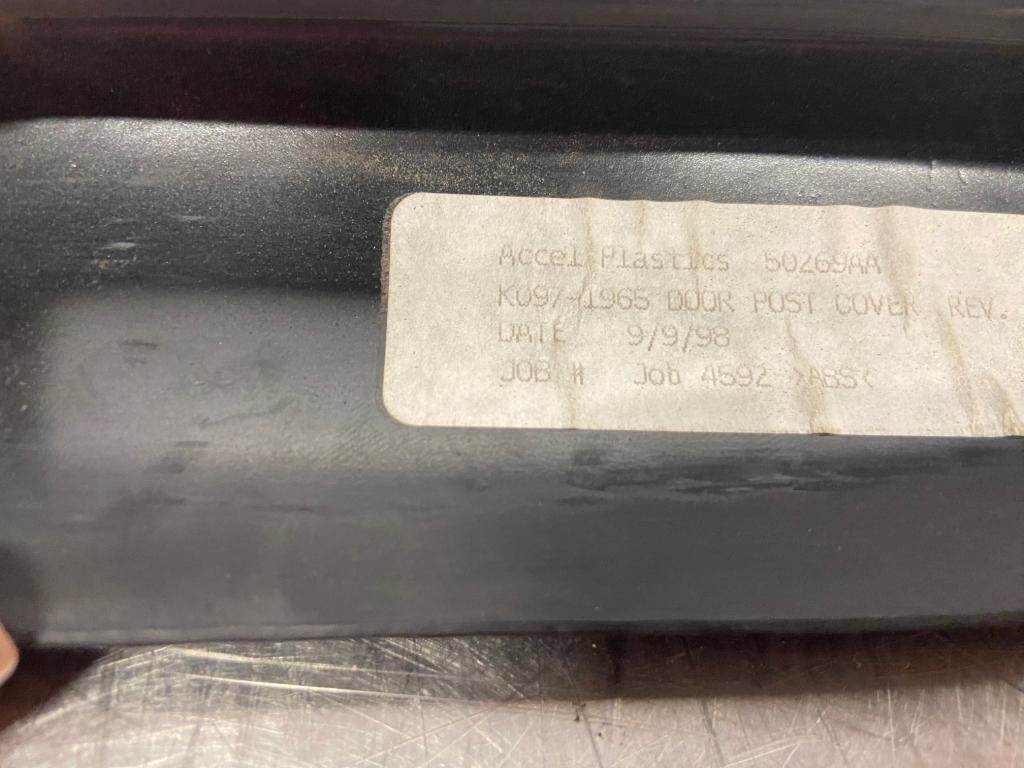 Accel Plastics 50269AA
K097-1965 DOOR POST COVER REV.
DATE 9/9/98
JOB # Job 4592 >ABS<